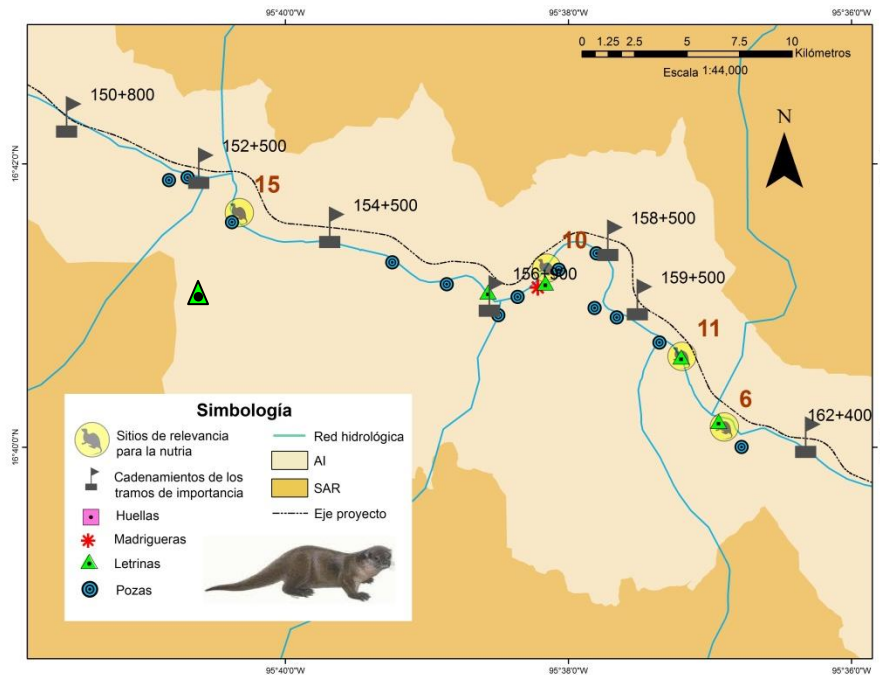 95°40'0"W
95°38'0"W
95°36'0"W
0 1.25 2.5 5 7.5 10
Kilómetros
Escala 1:44,000
N
150+800
152+500
16°42'0"N
15
154+500
158+500
10
156+900
159+500
11
6
162+400
16°40'0"N
Simbología
Sitios de relevancia
para la nutria
Cadenamientos de los
tramos de importancia
Huellas
Madrigueras
Letrinas
Pozas
Red hidrológica
AI
SAR
Eje proyecto
95°40'0"W
95°38'0"W
95°36'0"W